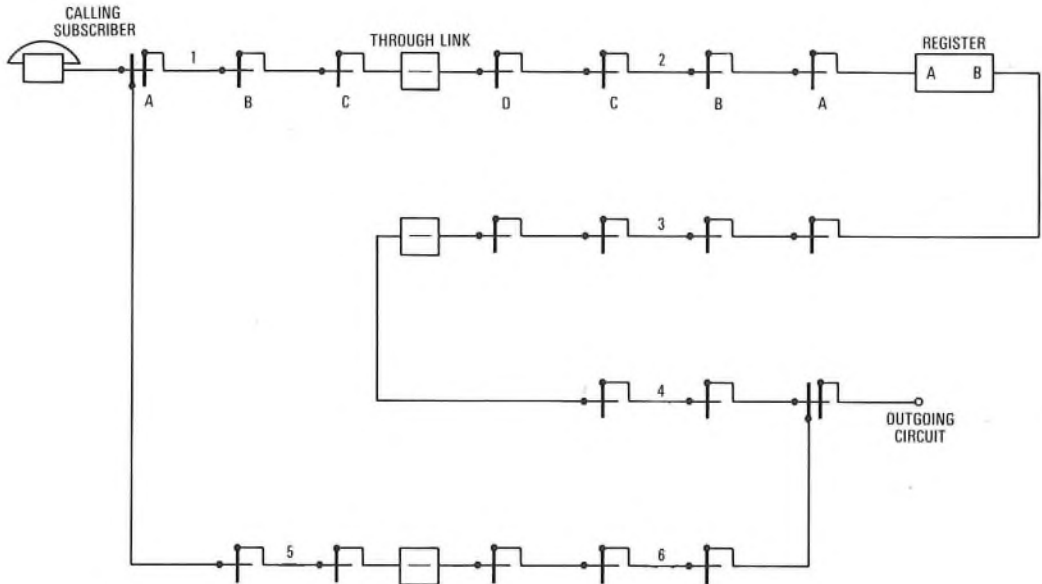 CALLING
SUBSCRIBER
1
THROUGH LINK
2
REGISTER
A B
A
B
C
D
C
B
A
3
4
OUTGOING
CIRCUIT
5
6